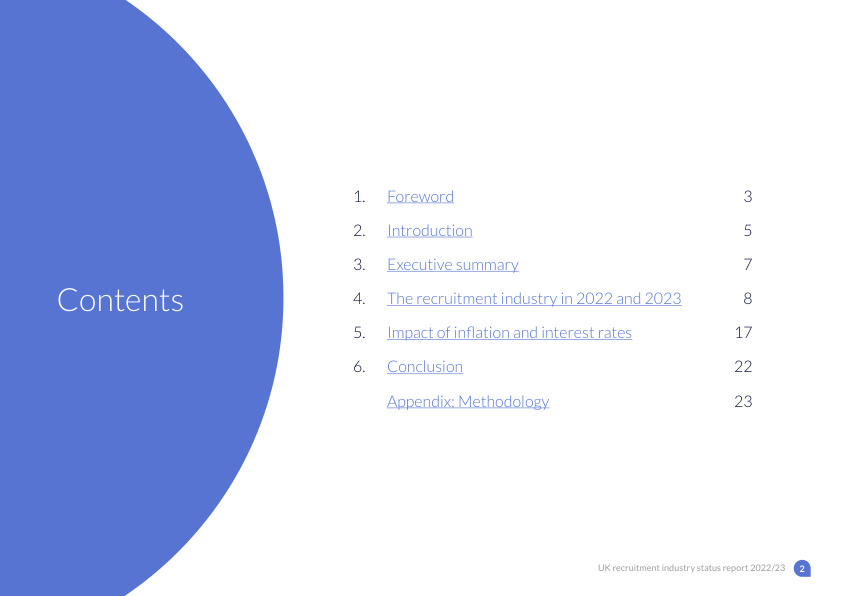 Contents
1. Foreword 3
2. Introduction 5
3. Executive summary 7
4. The recruitment industry in 2022 and 2023 8
5. Impact of inflation and interest rates 17
6. Conclusion 22
Appendix: Methodology 23
UK recruitment industry status report 2022/23 2